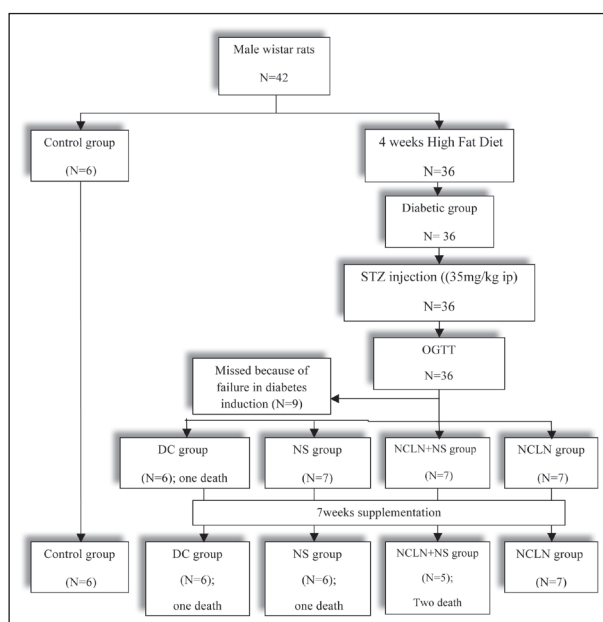 Male wistar rats
N=42
Control group
(N=6)
4 weeks High Fat Diet
N=36
Diabetic group
N= 36
STZ injection ((35mg/kg ip)
N=36
OGTT
N=36
Missed because of
failure in diabetes
induction (N=9)
DC group
(N=6); one death
NS group
(N=7)
NCLN+NS group
(N=7)
NCLN group
(N=7)
7weeks supplementation
Control group
(N=6)
DC group
(N=6);
one death
NS group
(N=6);
one death
NCLN+NS group
(N=5);
Two death
NCLN group
(N=7)